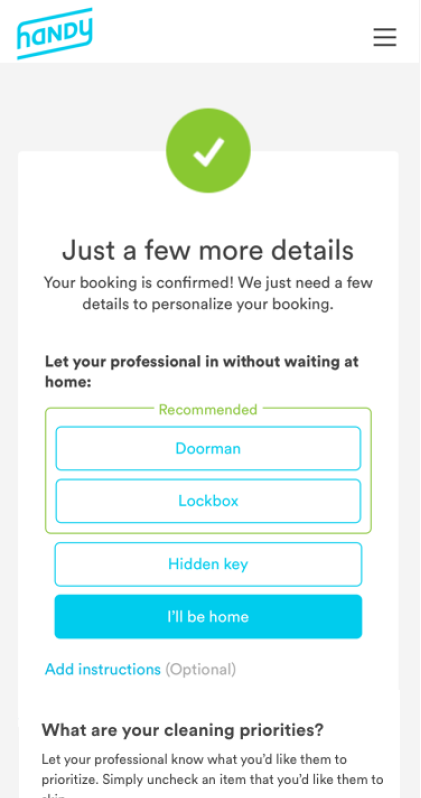 handy
Just a few more details
Your booking is confirmed! We just need a few
details to personalize your booking.
Let your professional in without waiting at
home:
Recommended
Doorman
Lockbox
Hidden key
I'll be home
Add instructions (Optional)
What are your cleaning priorities?
Let your professional know what you'd like them to
prioritize. Simply uncheck an item that you'd like them to